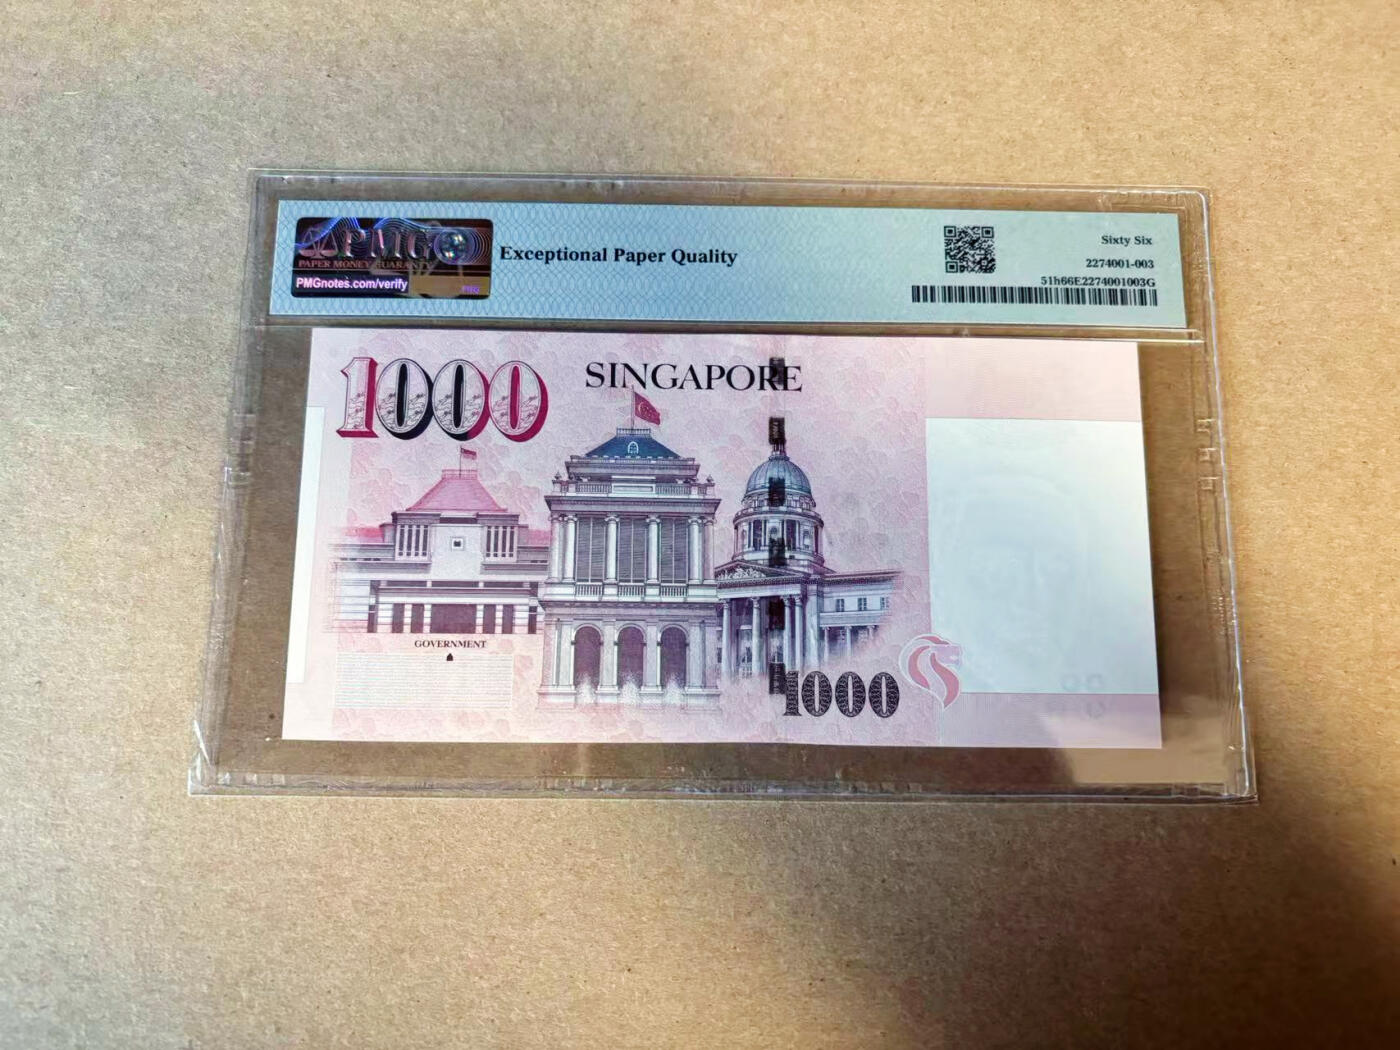 PMG
PAPER MONEY GUARANTY
PMGnotes.com/verify
PMG
Exceptional Paper Quality
Sixty Six
2274001-003
51h66E2274001003G
1000
SINGAPORE
GOVERNMENT
1000